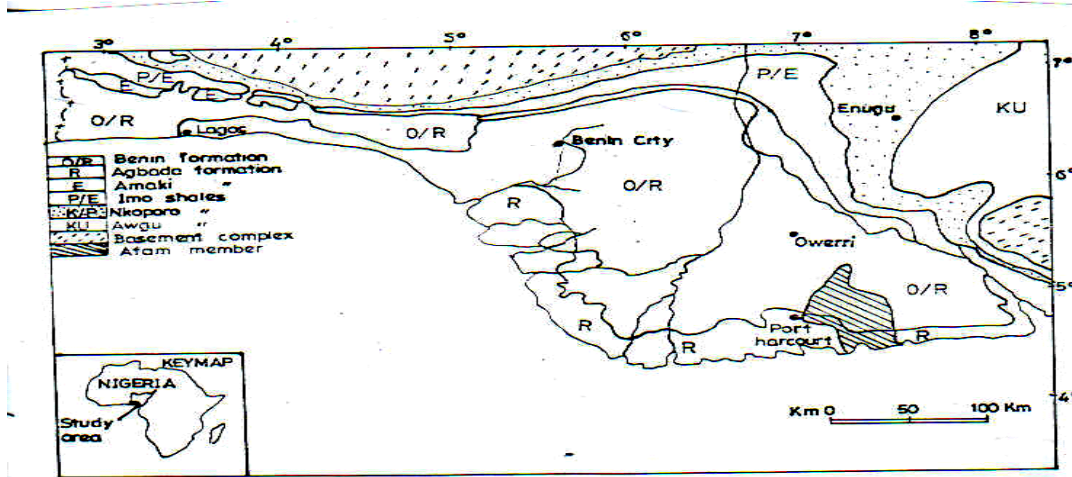 3° 4° 5° 6° 7° 8°
7°
P/E
P/E
E
E
KU
Enugu
O/R
Lagos
O/R
O/R
Benin City
6°
O/R Benin formation
R Agbada formation
E Amaki "
P/E Imo shales
K/P Nkoporo "
KU Awgu "
Basement complex
Afam member
R
Owerri
5°
O/R
R
R
R
Port
harcourt
4°
KEYMAP
NIGERIA
Study
area
Km 0 50 100 Km